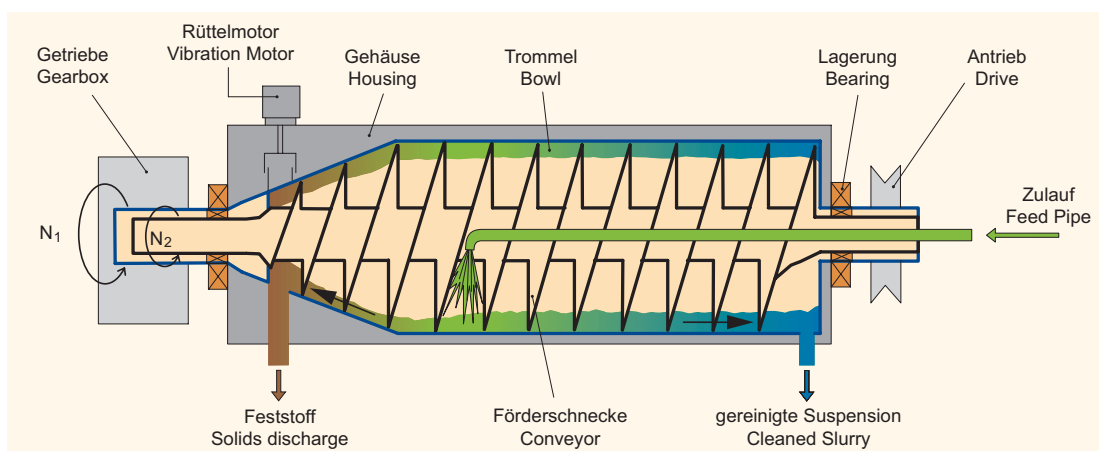 Getriebe
Gearbox
Rüttelmotor
Vibration Motor
Gehäuse
Housing
Trommel
Bowl
Lagerung
Bearing
Antrieb
Drive
Zulauf
Feed Pipe
N1
N2
Feststoff
Solids discharge
Förderschnecke
Conveyor
gereinigte Suspension
Cleaned Slurry